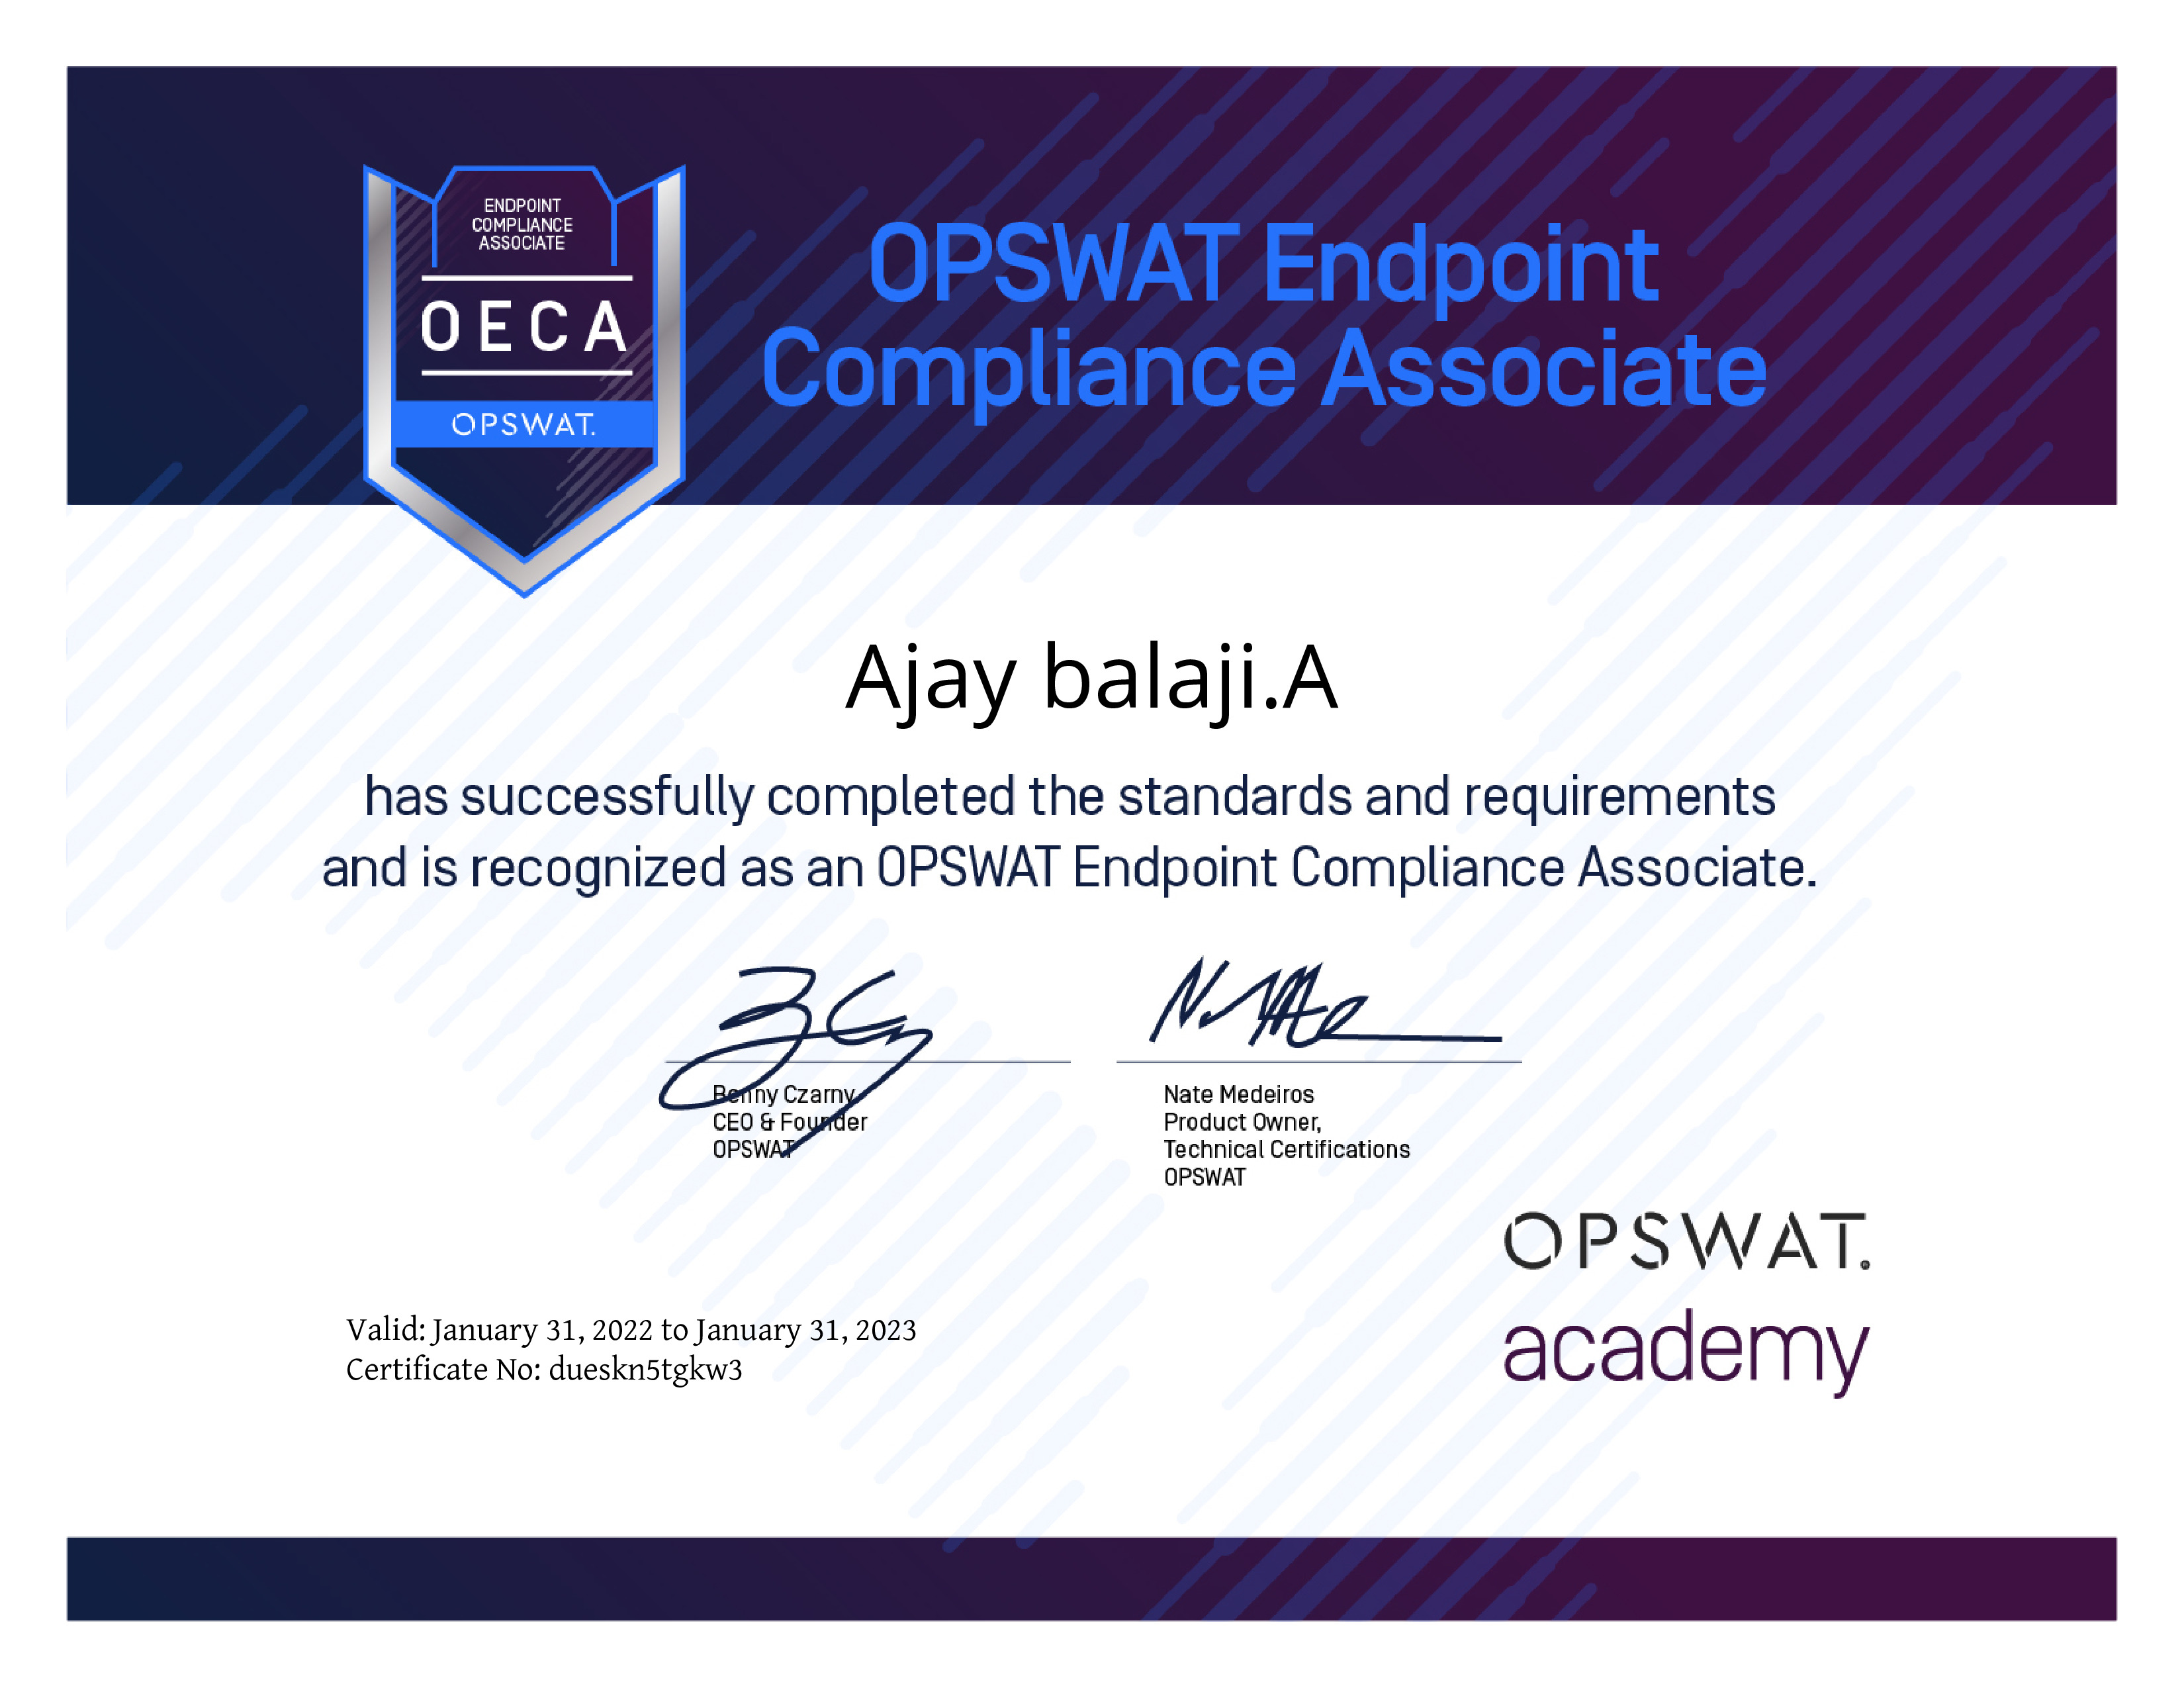 ENDPOINT
COMPLIANCE
ASSOCIATE
OECA
OPSWAT.
OPSWAT Endpoint
Compliance Associate
Ajay balaji.A
has successfully completed the standards and requirements
and is recognized as an OPSWAT Endpoint Compliance Associate.
Benny Czarny
CEO & Founder
OPSWAT
Nate Medeiros
Product Owner,
Technical Certifications
OPSWAT
OPSWAT.
academy
Valid: January 31, 2022 to January 31, 2023
Certificate No: dueskn5tgkw3